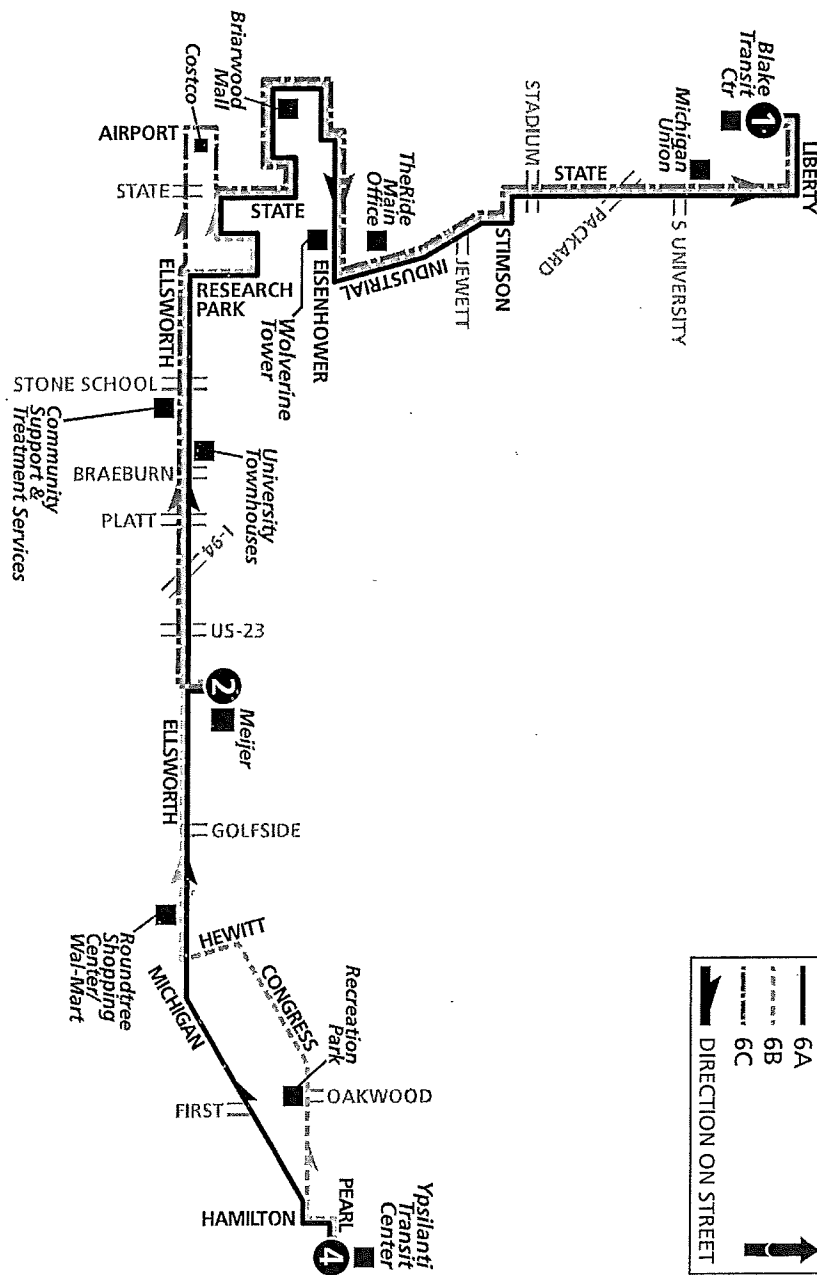 Blake
Transit
Ctr
1
LIBERTY
Michigan
Union
STATE
S UNIVERSITY
PACKARD
STADIUM
STIMSON
JEWETT
INDUSTRIAL
TheRide
Main
Office
EISENHOWER
Wolverine
Tower
Briarwood
Mall
Costco
AIRPORT
STATE
STATE
RESEARCH
PARK
ELLSWORTH
STONE SCHOOL
Community
Support &
Treatment Services
University
Townhouses
BRAEBURN
PLATT
I-94
US-23
2
Meijer
ELLSWORTH
GOLFSIDE
Roundtree
Shopping
Center/
Wal-Mart
HEWITT
CONGRESS
MICHIGAN
Recreation
Park
OAKWOOD
FIRST
HAMILTON
PEARL
4
Ypsilanti
Transit
Center
6A
6B
6C
DIRECTION ON STREET